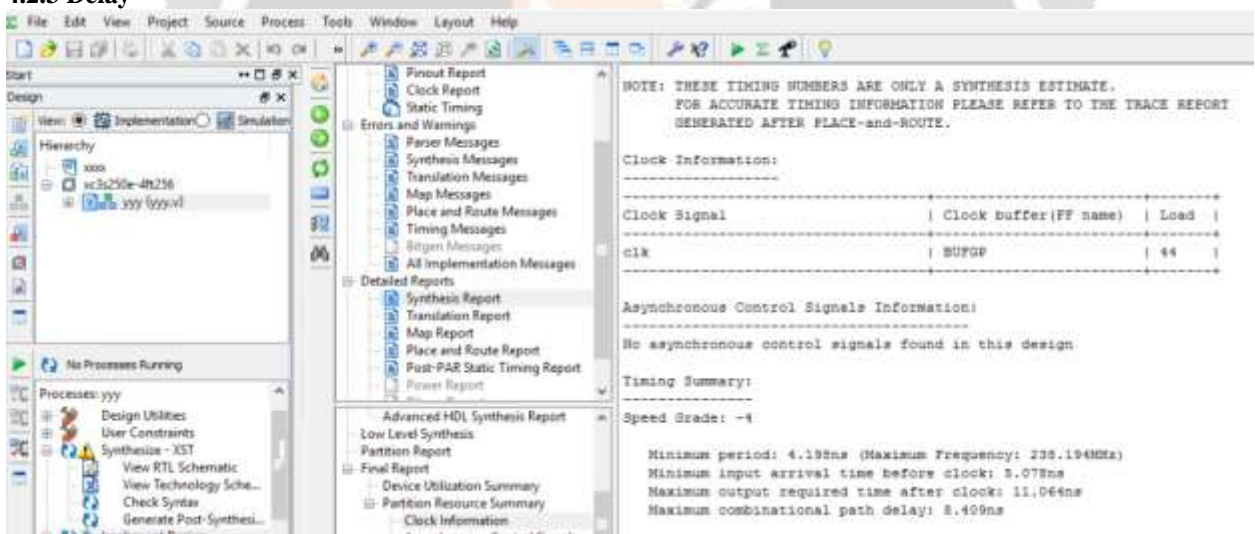 4.2.3 Delay
File Edit View Project Source Process Tools Window Layout Help
Start
Design
View: Implementation Simulation
Hierarchy
xxxx
xc3s250e-4ft256
yyy (yyy.v)
No Processes Running
Processes: yyy
Design Utilities
User Constraints
Synthesize - XST
View RTL Schematic
View Technology Sche...
Check Syntax
Generate Post-Synthesi...
Pinout Report
Clock Report
Static Timing
Errors and Warnings
Parser Messages
Synthesis Messages
Translation Messages
Map Messages
Place and Route Messages
Timing Messages
Bitgen Messages
All Implementation Messages
Detailed Reports
Synthesis Report
Translation Report
Map Report
Place and Route Report
Post-PAR Static Timing Report
Power Report
Advanced HDL Synthesis Report
Low Level Synthesis
Partition Report
Final Report
Device Utilization Summary
Partition Resource Summary
Clock Information
NOTE: THESE TIMING NUMBERS ARE ONLY A SYNTHESIS ESTIMATE.
FOR ACCURATE TIMING INFORMATION PLEASE REFER TO THE TRACE REPORT
GENERATED AFTER PLACE-and-ROUTE.
Clock Information:
Clock Signal | Clock buffer(FF name) | Load |
clk | BUFGP | 44 |
Asynchronous Control Signals Information:
No asynchronous control signals found in this design
Timing Summary:
Speed Grade: -4
Minimum period: 4.198ns (Maximum Frequency: 238.194MHz)
Minimum input arrival time before clock: 5.078ns
Maximum output required time after clock: 11.064ns
Maximum combinational path delay: 8.499ns